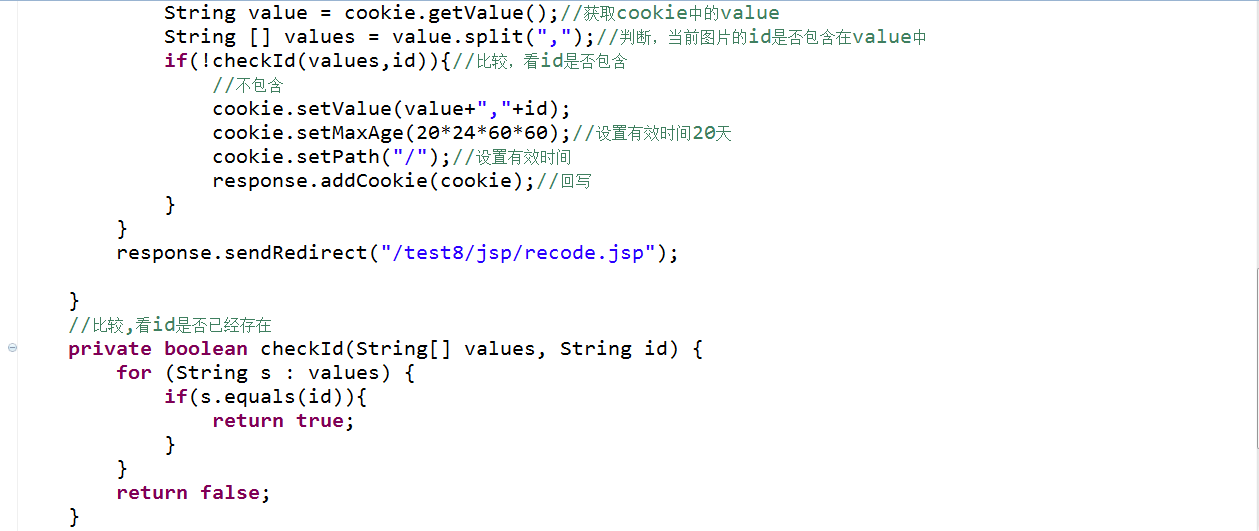 String value = cookie.getValue();//获取cookie中的value
String [] values = value.split(",");//判断，当前图片的id是否包含在value中
if(!checkId(values,id)){//比较，看id是否包含
//不包含
cookie.setValue(value+","+id);
cookie.setMaxAge(20*24*60*60);//设置有效时间20天
cookie.setPath("/");//设置有效时间
response.addCookie(cookie);//回写
}
}
response.sendRedirect("/test8/jsp/recode.jsp");
}
//比较,看id是否已经存在
private boolean checkId(String[] values, String id) {
for (String s : values) {
if(s.equals(id)){
return true;
}
}
return false;
}